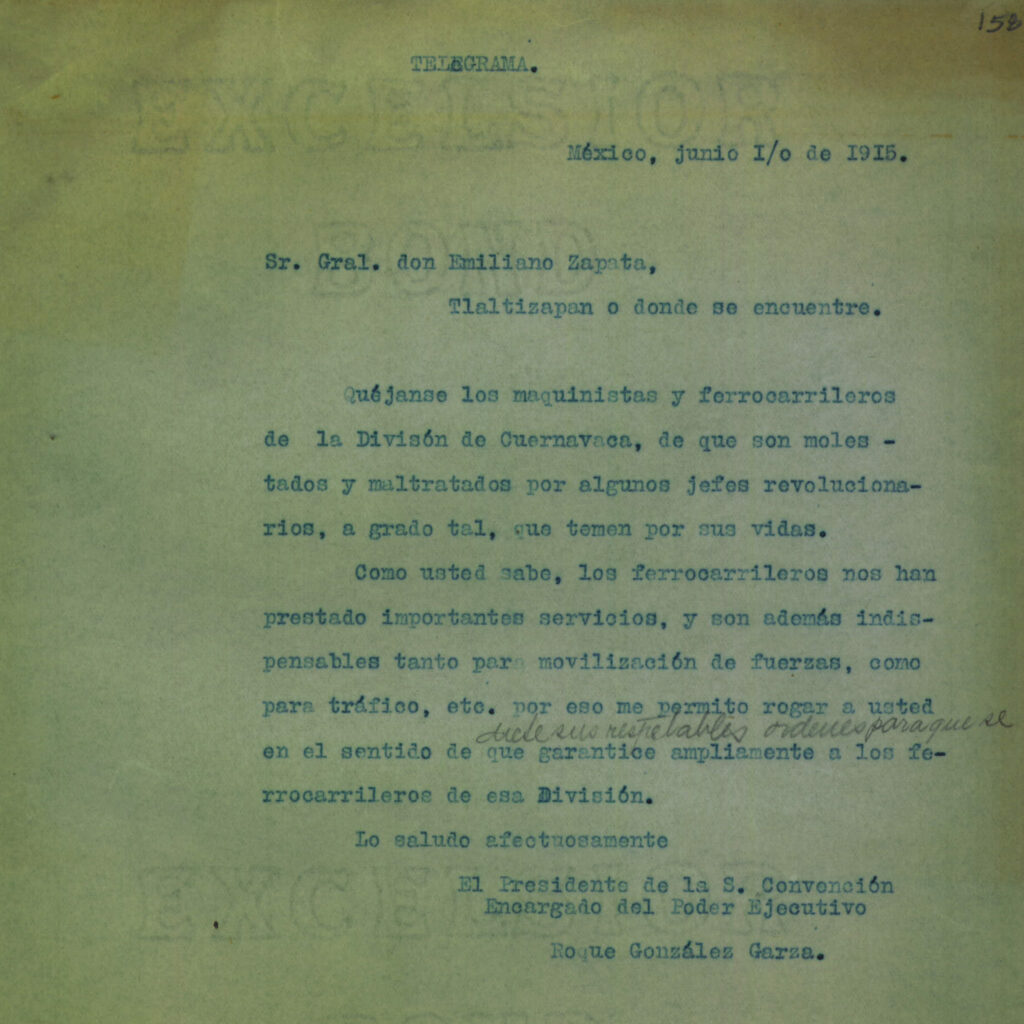 158
TELEGRAMA.
EXCELSIOR
México, junio I/o de 1915.
BOND
Sr. Gral. don Emiliano Zapata,
Tlaltizapan o donde se encuentre.
Quéjanse los maquinistas y ferrocarrileros
de la Divisón de Cuernavaca, de que son moles -
tados y maltratados por algunos jefes revoluciona-
rios, a grado tal, que temen por sus vidas.
Como usted sabe, los ferrocarrileros nos han
prestado importantes servicios, y son además indis-
pensables tanto para movilización de fuerzas, como
para tráfico, etc. por eso me permito rogar a usted
sus respetables ordenes para que se
en el sentido de que garantice ampliamente a los fe-
rrocarrileros de esa División.
Lo saludo afectuosamente
El Presidente de la S. Convención
Encargado del Poder Ejecutivo
Roque González Garza.